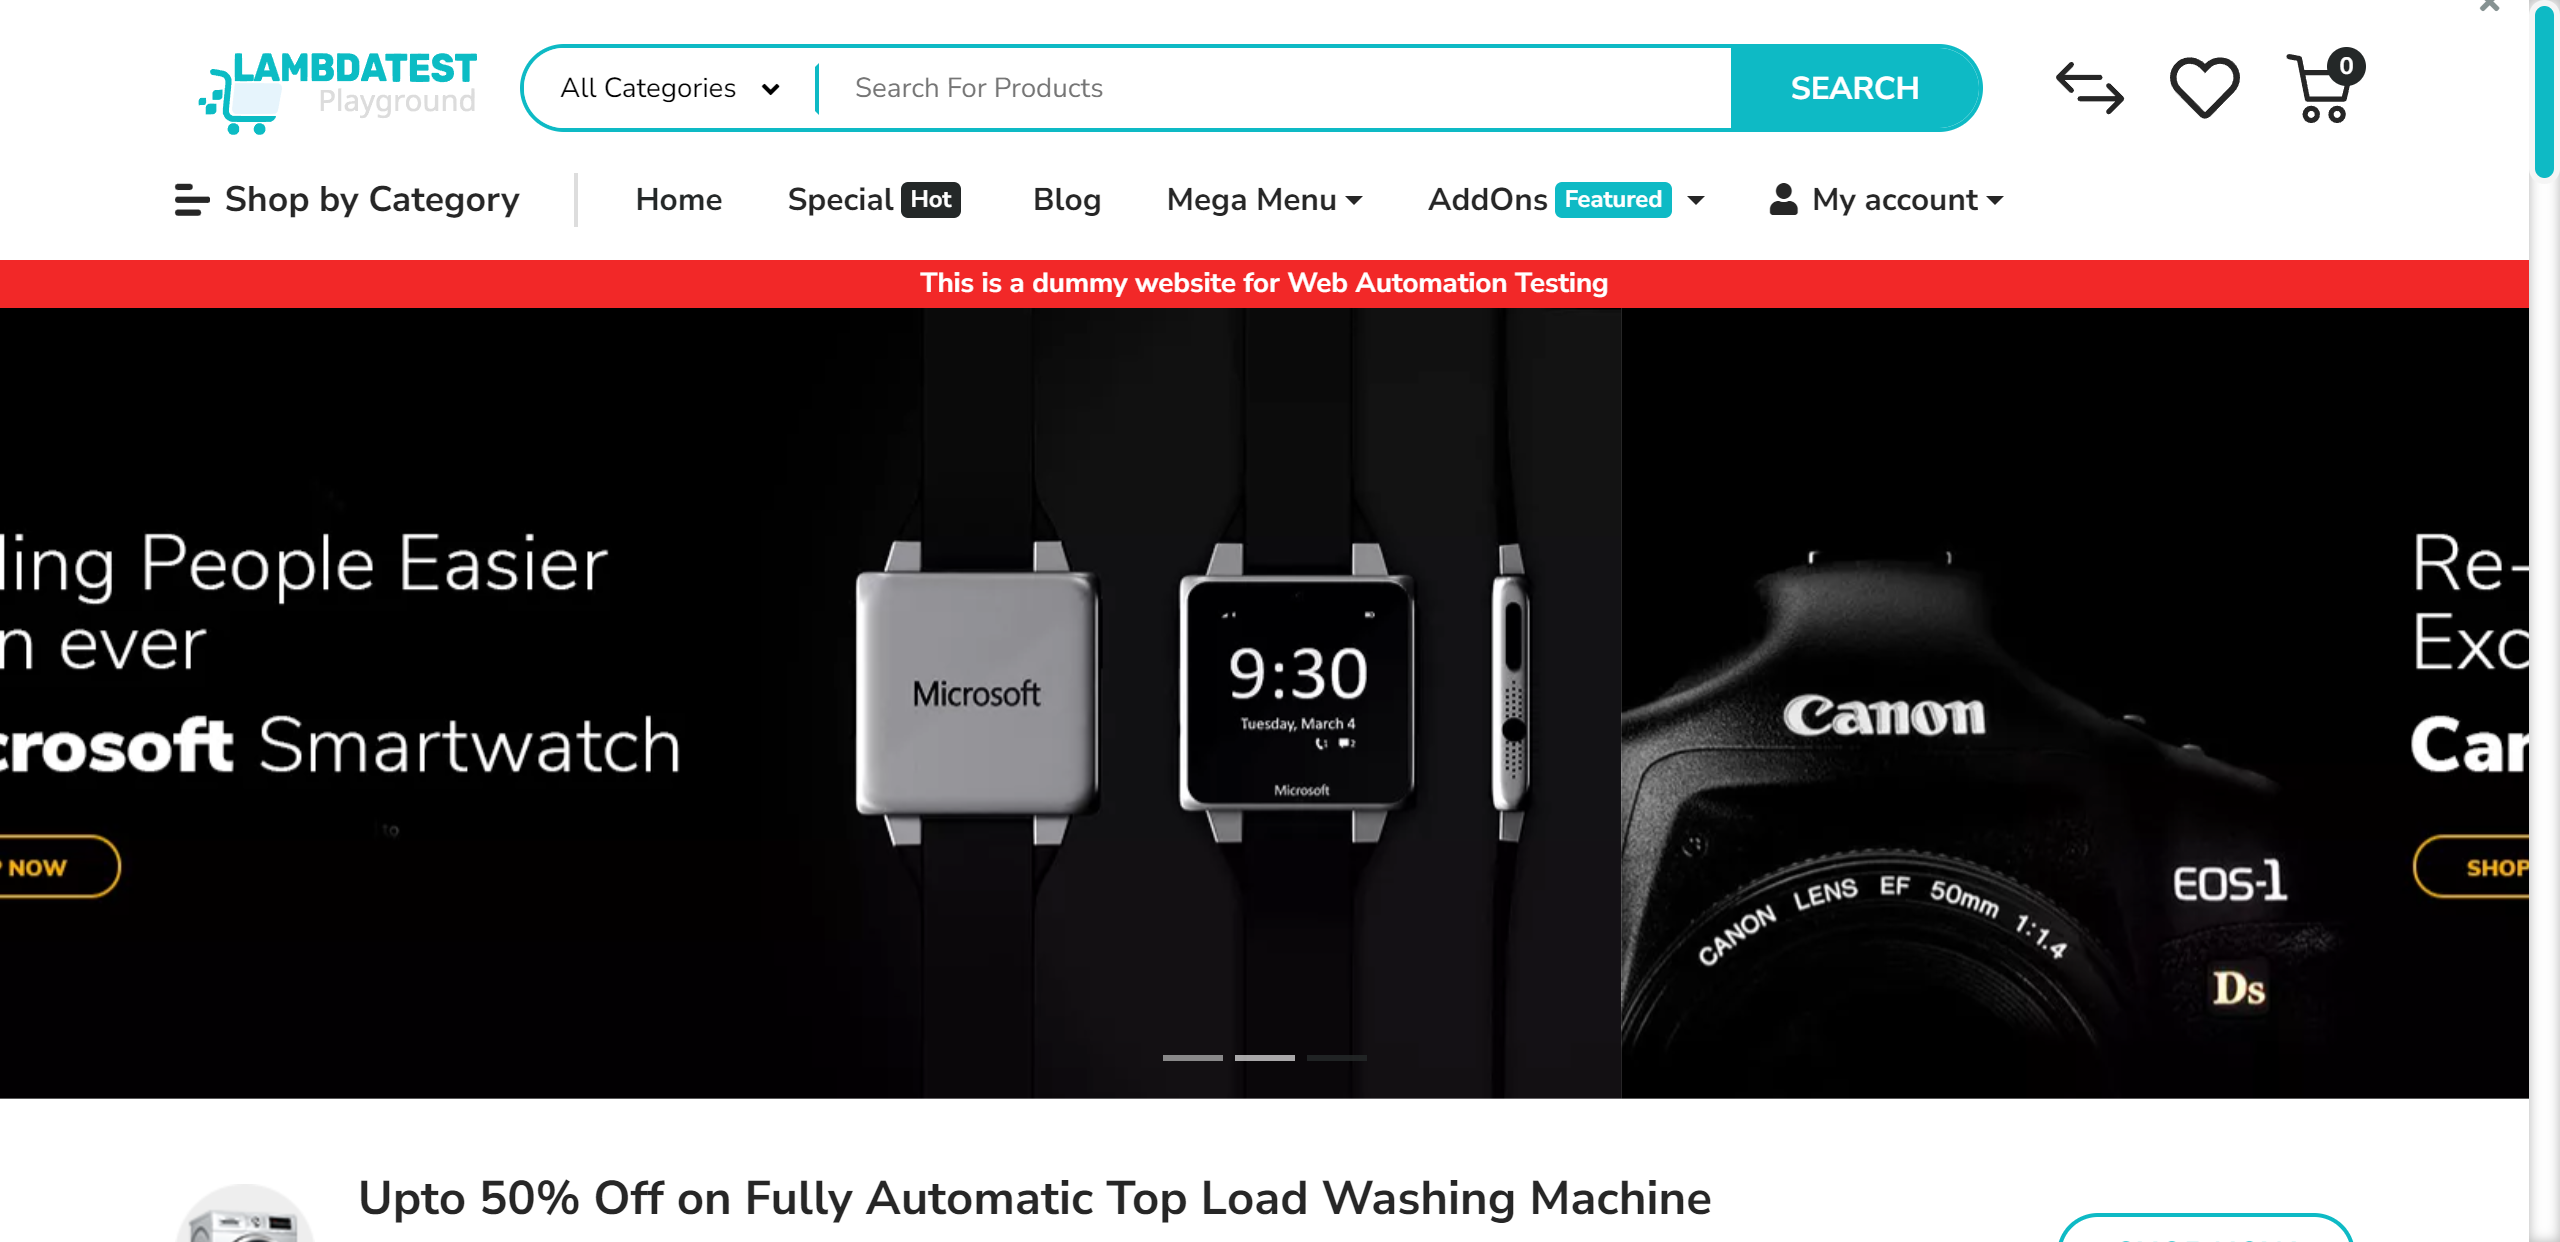 LAMBDATEST
Playground
All Categories
Search For Products
SEARCH
0
Shop by Category
Home
Special Hot
Blog
Mega Menu
AddOns Featured
My account
This is a dummy website for Web Automation Testing
ling People Easier
n ever
crosoft Smartwatch
NOW
Microsoft
9:30
Tuesday, March 4
Microsoft
Canon
EOS-1
CANON LENS EF 50mm 1:1.4
Ds
Re-
Exc
Car
SHOP
Upto 50% Off on Fully Automatic Top Load Washing Machine